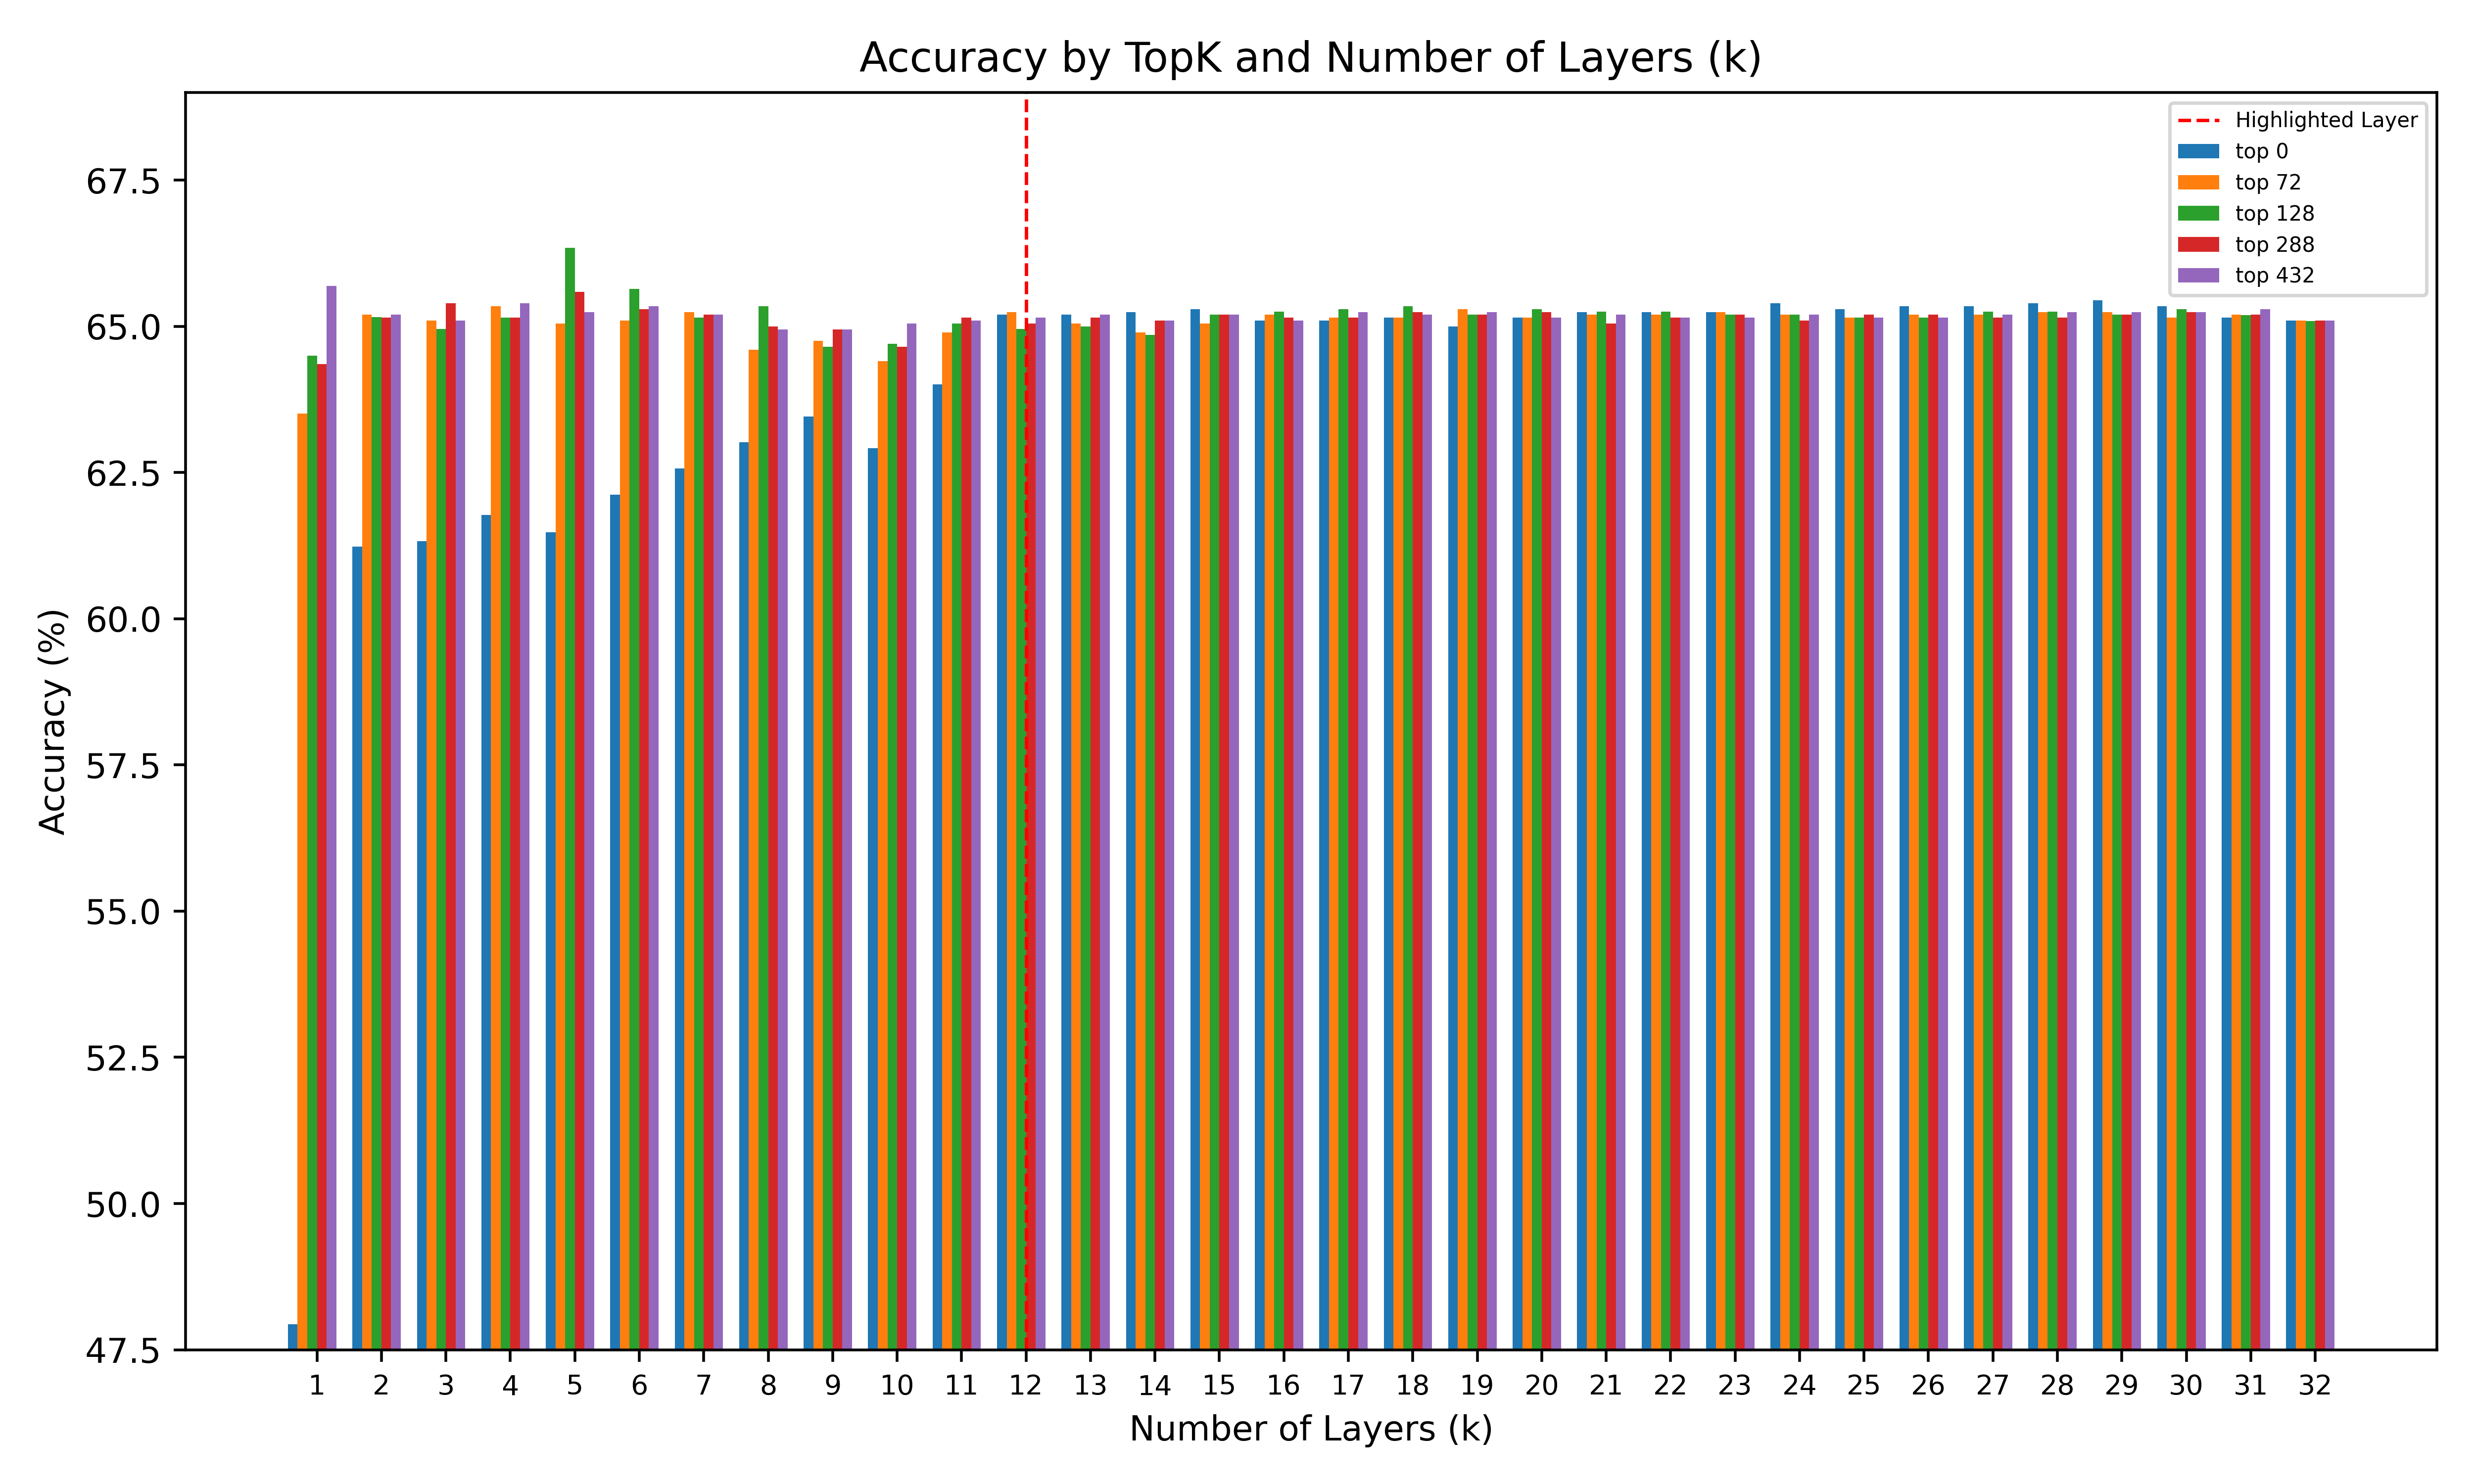 Accuracy by TopK and Number of Layers (k)
Highlighted Layer
top 0
top 72
top 128
top 288
top 432
Accuracy (%)
67.5
65.0
62.5
60.0
57.5
55.0
52.5
50.0
47.5
1 2 3 4 5 6 7 8 9 10 11 12 13 14 15 16 17 18 19 20 21 22 23 24 25 26 27 28 29 30 31 32
Number of Layers (k)